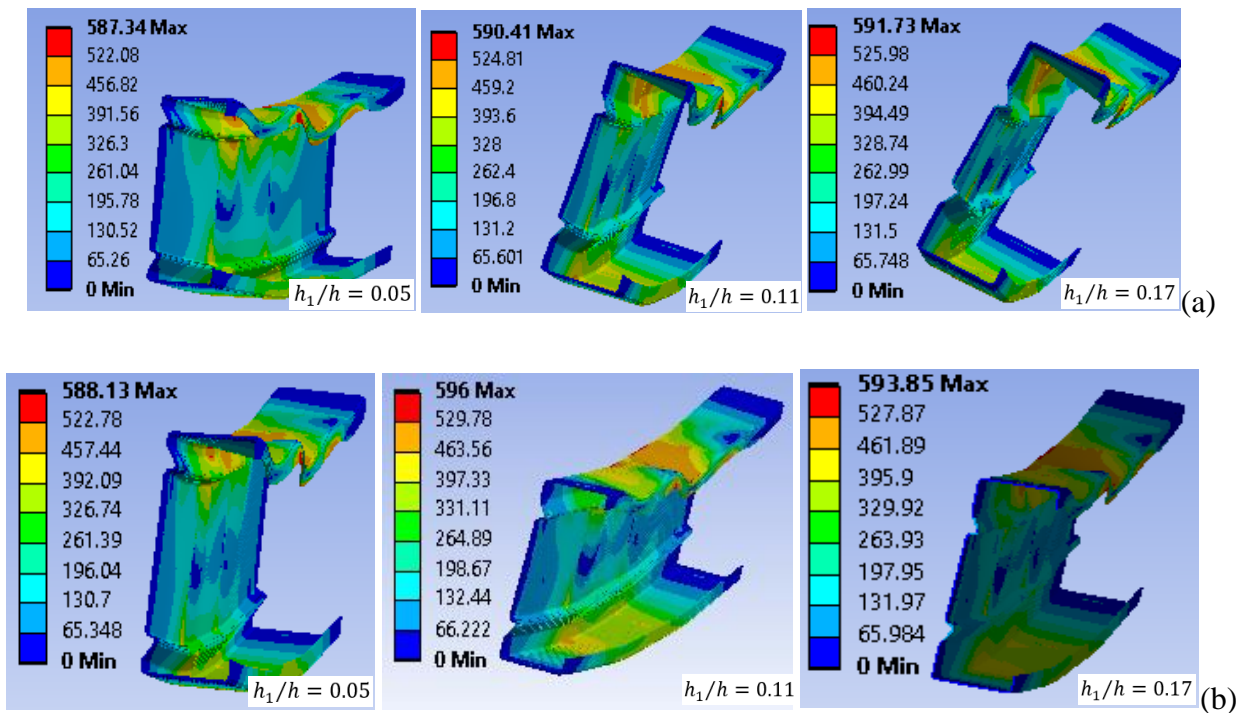 587.34 Max
522.08
456.82
391.56
326.3
261.04
195.78
130.52
65.26
0 Min
h₁/h = 0.05
590.41 Max
524.81
459.2
393.6
328
262.4
196.8
131.2
65.601
0 Min
h₁/h = 0.11
591.73 Max
525.98
460.24
394.49
328.74
262.99
197.24
131.5
65.748
0 Min
h₁/h = 0.17
(a)
588.13 Max
522.78
457.44
392.09
326.74
261.39
196.04
130.7
65.348
0 Min
h₁/h = 0.05
596 Max
529.78
463.56
397.33
331.11
264.89
198.67
132.44
66.222
0 Min
h₁/h = 0.11
593.85 Max
527.87
461.89
395.9
329.92
263.93
197.95
131.97
65.984
0 Min
h₁/h = 0.17
(b)